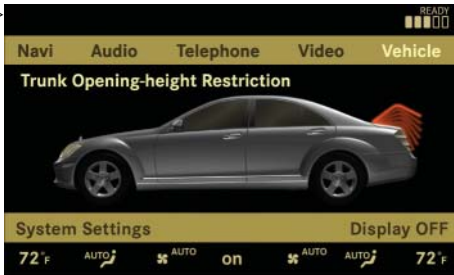 READY
Navi Audio Telephone Video Vehicle
Trunk Opening-height Restriction
System Settings Display OFF
72°F AUTO AUTO on AUTO AUTO 72°F